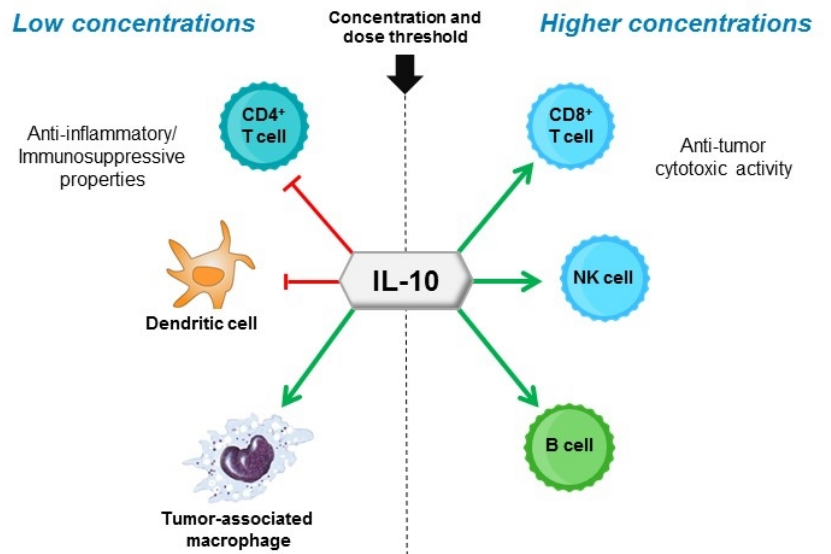 Low concentrations
Concentration and
dose threshold
Higher concentrations
Anti-inflammatory/
Immunosuppressive
properties
CD4⁺
T cell
CD8⁺
T cell
Anti-tumor
cytotoxic activity
Dendritic cell
IL-10
NK cell
Tumor-associated
macrophage
B cell